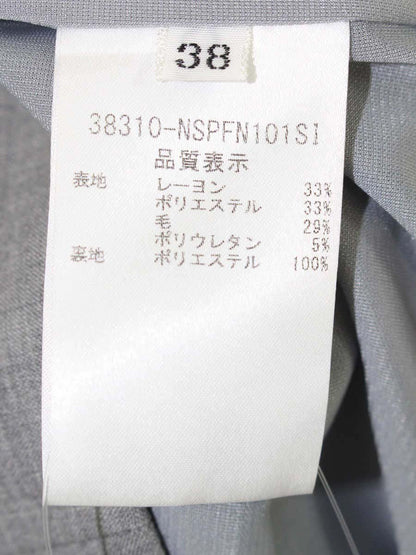 38
38310-NSPFN101SI
品質表示
表地 レーヨン 33%
ポリエステル 33%
毛 29%
ポリウレタン 5%
裏地 ポリエステル 100%